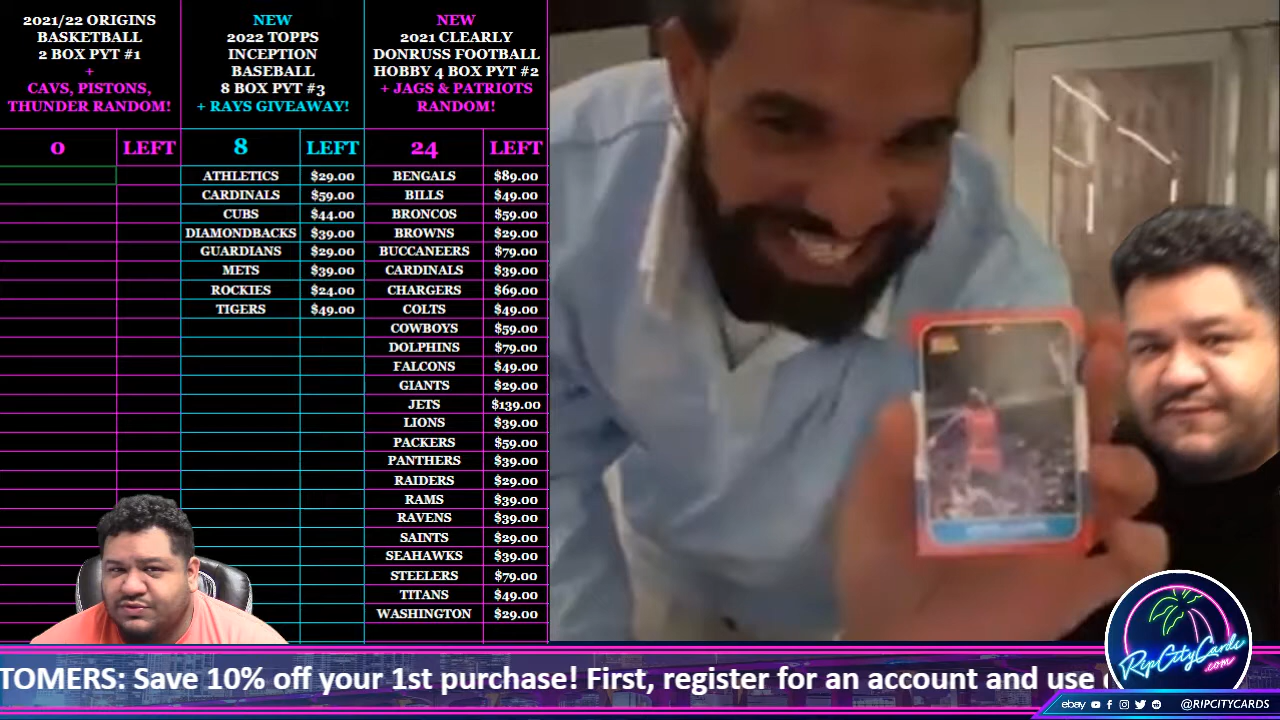 2021/22 ORIGINS
BASKETBALL
2 BOX PYT #1
+
CAVS, PISTONS,
THUNDER RANDOM!
0 LEFT
NEW
2022 TOPPS
INCEPTION
BASEBALL
8 BOX PYT #3
+ RAYS GIVEAWAY!
8 LEFT
ATHLETICS $29.00
CARDINALS $59.00
CUBS $44.00
DIAMONDBACKS $39.00
GUARDIANS $29.00
METS $39.00
ROCKIES $24.00
TIGERS $49.00
NEW
2021 CLEARLY
DONRUSS FOOTBALL
HOBBY 4 BOX PYT #2
+ JAGS & PATRIOTS
RANDOM!
24 LEFT
BENGALS $89.00
BILLS $49.00
BRONCOS $59.00
BROWNS $29.00
BUCCANEERS $79.00
CARDINALS $39.00
CHARGERS $69.00
COLTS $49.00
COWBOYS $59.00
DOLPHINS $79.00
FALCONS $49.00
GIANTS $29.00
JETS $139.00
LIONS $39.00
PACKERS $59.00
PANTHERS $39.00
RAIDERS $29.00
RAMS $39.00
RAVENS $39.00
SAINTS $29.00
SEAHAWKS $39.00
STEELERS $79.00
TITANS $49.00
WASHINGTON $29.00
TOMERS: Save 10% off your 1st purchase! First, register for an account and use
RipCityCards
.com
ebay @RIPCITYCARDS